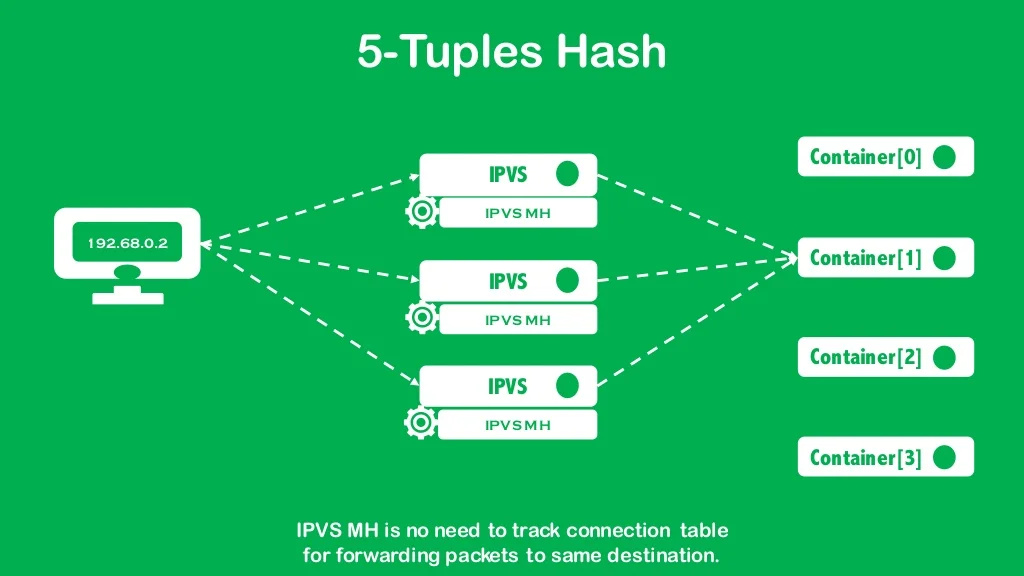 5-Tuples Hash
192.68.0.2
IPVS
IPVS MH
IPVS
IPVS MH
IPVS
IPVS MH
Container[0]
Container[1]
Container[2]
Container[3]
IPVS MH is no need to track connection table
for forwarding packets to same destination.